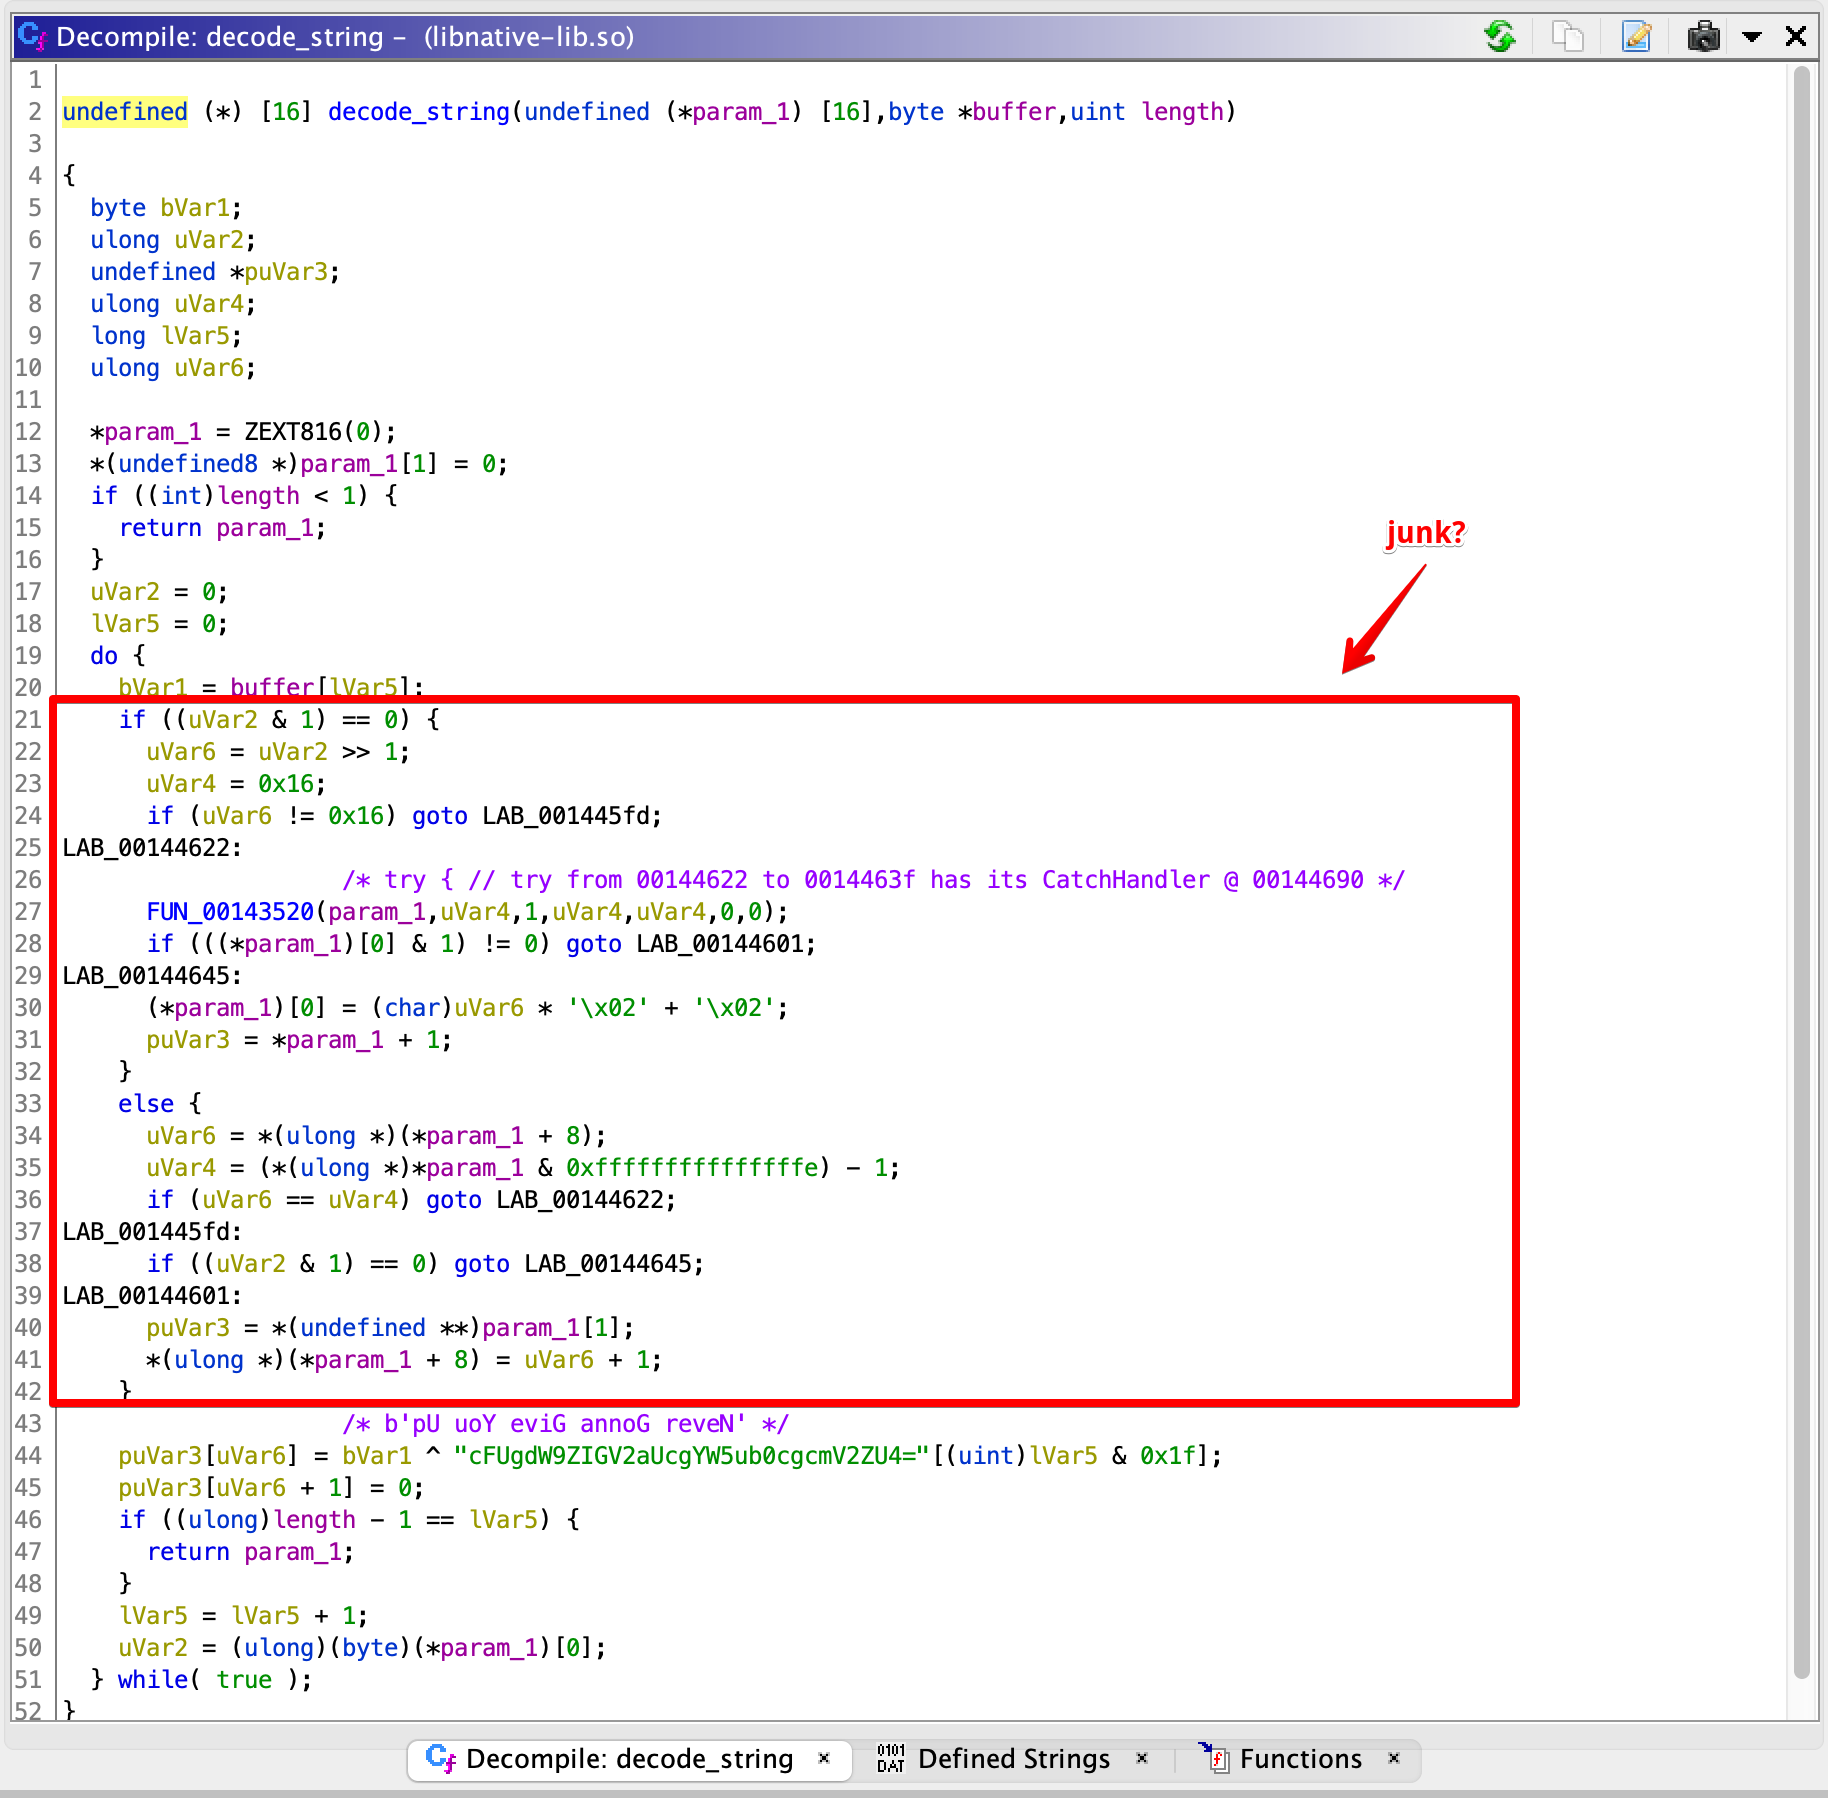 Decompile: decode_string – (libnative-lib.so)
1
2 undefined (*) [16] decode_string(undefined (*param_1) [16],byte *buffer,uint length)
3
4 {
5 byte bVar1;
6 ulong uVar2;
7 undefined *puVar3;
8 ulong uVar4;
9 long lVar5;
10 ulong uVar6;
11
12 *param_1 = ZEXT816(0);
13 *(undefined8 *)param_1[1] = 0;
14 if ((int)length < 1) {
15 return param_1;
16 }
junk?
17 uVar2 = 0;
18 lVar5 = 0;
19 do {
20 bVar1 = buffer[lVar5];
21 if ((uVar2 & 1) == 0) {
22 uVar6 = uVar2 >> 1;
23 uVar4 = 0x16;
24 if (uVar6 != 0x16) goto LAB_001445fd;
25 LAB_00144622:
26 /* try { // try from 00144622 to 0014463f has its CatchHandler @ 00144690 */
27 FUN_00143520(param_1,uVar4,1,uVar4,uVar4,0,0);
28 if (((*param_1)[0] & 1) != 0) goto LAB_00144601;
29 LAB_00144645:
30 (*param_1)[0] = (char)uVar6 * '\x02' + '\x02';
31 puVar3 = *param_1 + 1;
32 }
33 else {
34 uVar6 = *(ulong *)(*param_1 + 8);
35 uVar4 = (*(ulong *)*param_1 & 0xfffffffffffffffe) - 1;
36 if (uVar6 == uVar4) goto LAB_00144622;
37 LAB_001445fd:
38 if ((uVar2 & 1) == 0) goto LAB_00144645;
39 LAB_00144601:
40 puVar3 = *(undefined **)param_1[1];
41 *(ulong *)(*param_1 + 8) = uVar6 + 1;
42 }
43 /* b'pU uoY eviG annoG reveN' */
44 puVar3[uVar6] = bVar1 ^ "cFUgdW9ZIGV2aUcgYW5ub0cgcmV2ZU4="[(uint)lVar5 & 0x1f];
45 puVar3[uVar6 + 1] = 0;
46 if ((ulong)length - 1 == lVar5) {
47 return param_1;
48 }
49 lVar5 = lVar5 + 1;
50 uVar2 = (ulong)(byte)(*param_1)[0];
51 } while( true );
52 }
Decompile: decode_string × 0101 DAT Defined Strings × Functions ×